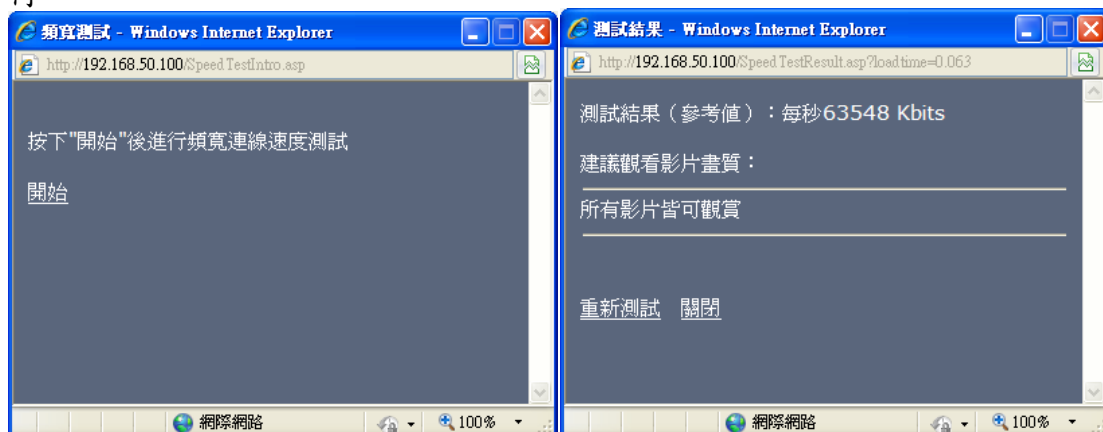 頻寬測試 - Windows Internet Explorer
http://192.168.50.100/SpeedTestIntro.asp
按下"開始"後進行頻寬連線速度測試
開始
網際網路
100%
測試結果 - Windows Internet Explorer
http://192.168.50.100/SpeedTestResult.asp?loadtime=0.063
測試結果（參考值）：每秒63548 Kbits
建議觀看影片畫質：
所有影片皆可觀賞
重新測試 關閉
網際網路
100%